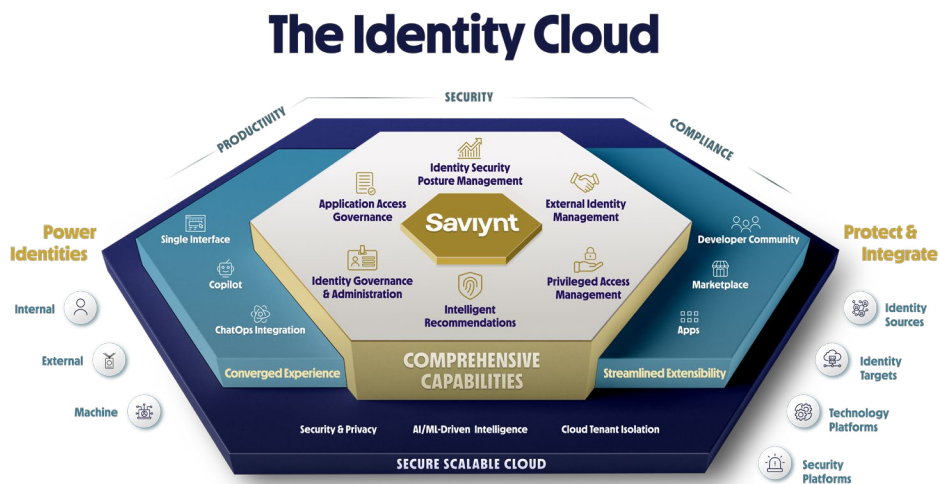 The Identity Cloud
PRODUCTIVITY
SECURITY
COMPLIANCE
Power
Identities
Internal
External
Machine
Single Interface
Copilot
ChatOps Integration
Converged Experience
Identity Security
Posture Management
Application Access
Governance
External Identity
Management
Saviynt
Identity Governance
& Administration
Intelligent
Recommendations
Privileged Access
Management
COMPREHENSIVE
CAPABILITIES
Developer Community
Marketplace
Apps
Streamlined Extensibility
Security & Privacy
AI/ML-Driven Intelligence
Cloud Tenant Isolation
SECURE SCALABLE CLOUD
Protect &
Integrate
Identity
Sources
Identity
Targets
Technology
Platforms
Security
Platforms